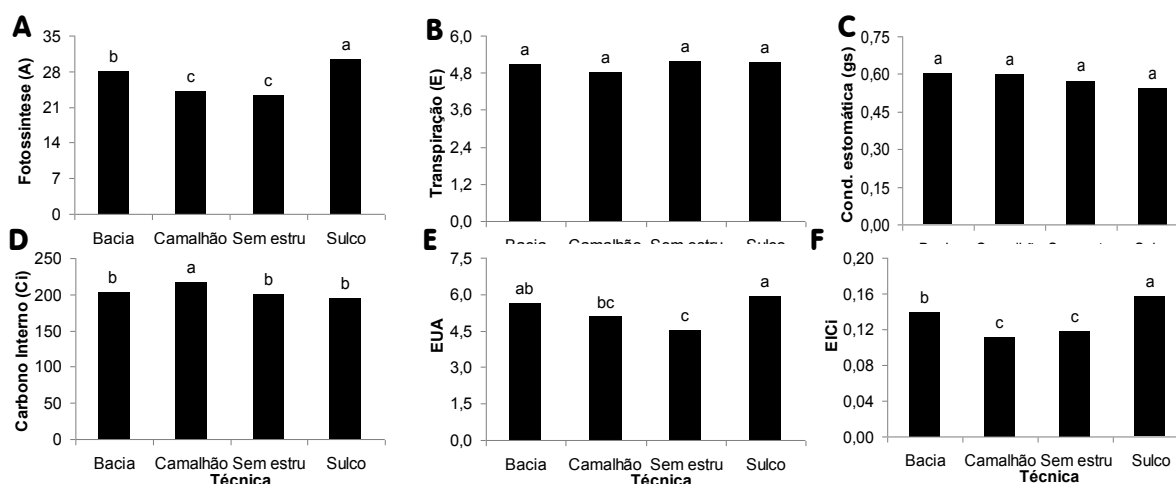 A
Fotossíntese (A)
35
28
21
14
7
0
b
c
c
a
Bacia Camalhão Sem estru Sulco
B
Transpiração (E)
6,0
4,8
3,6
2,4
1,2
0,0
a
a
a
a
Bacia Camalhão Sem estru Sulco
C
Cond. estomática (gs)
0,75
0,60
0,45
0,30
0,15
0,00
a
a
a
a
D
Carbono Interno (Ci)
250
200
150
100
50
0
b
a
b
b
Bacia Camalhão Sem estru Sulco
Técnica
E
EUA
7,5
6,0
4,5
3,0
1,5
0,0
ab
bc
c
a
Bacia Camalhão Sem estru Sulco
Técnica
F
EICi
0,20
0,16
0,12
0,08
0,04
0,00
b
c
c
a
Bacia Camalhão Sem estru Sulco
Técnica